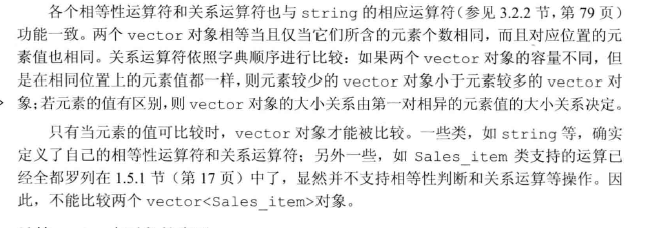 各个相等性运算符和关系运算符也与 string 的相应运算符（参见 3.2.2 节，第 79 页）
功能一致。两个 vector 对象相等当且仅当它们所含的元素个数相同，而且对应位置的元
素值也相同。关系运算符依照字典顺序进行比较：如果两个 vector 对象的容量不同，但
是在相同位置上的元素值都一样，则元素较少的 vector 对象小于元素较多的 vector 对
象；若元素的值有区别，则 vector 对象的大小关系由第一对相异的元素值的大小关系决定。
只有当元素的值可比较时，vector 对象才能被比较。一些类，如 string 等，确实
定义了自己的相等性运算符和关系运算符；另外一些，如 Sales_item 类支持的运算已
经全都罗列在 1.5.1 节（第 17 页）中了，显然并不支持相等性判断和关系运算等操作。因
此，不能比较两个 vector<Sales_item>对象。